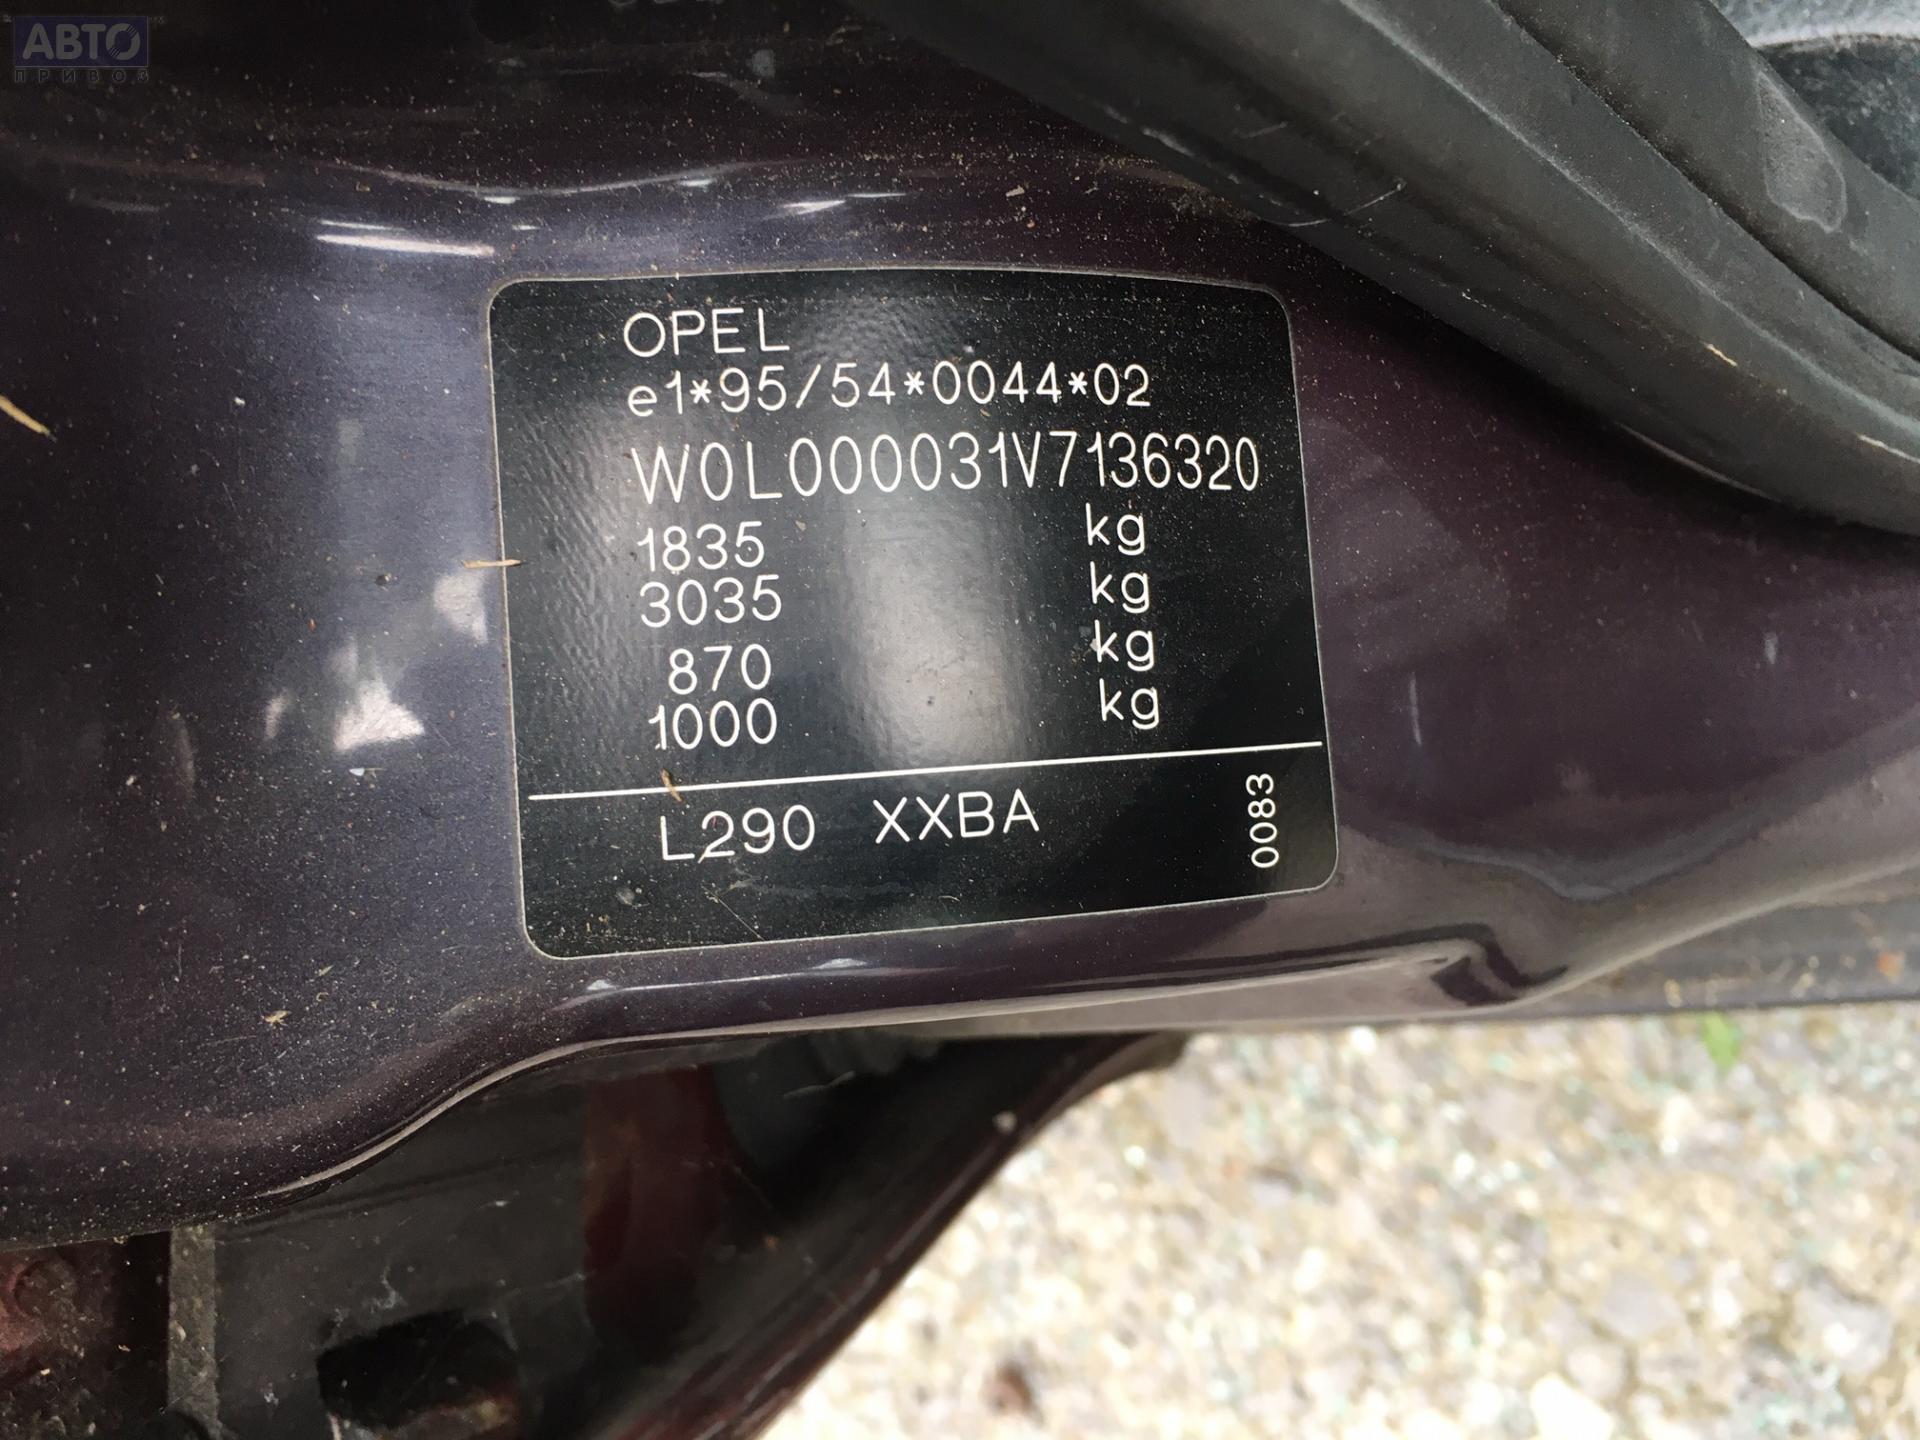 АВТО
ПРИВОЗ
OPEL
e1*95/54*0044*02
W0L000031V7136320
1835 kg
3035 kg
870 kg
1000 kg
L290 XXBA
0083